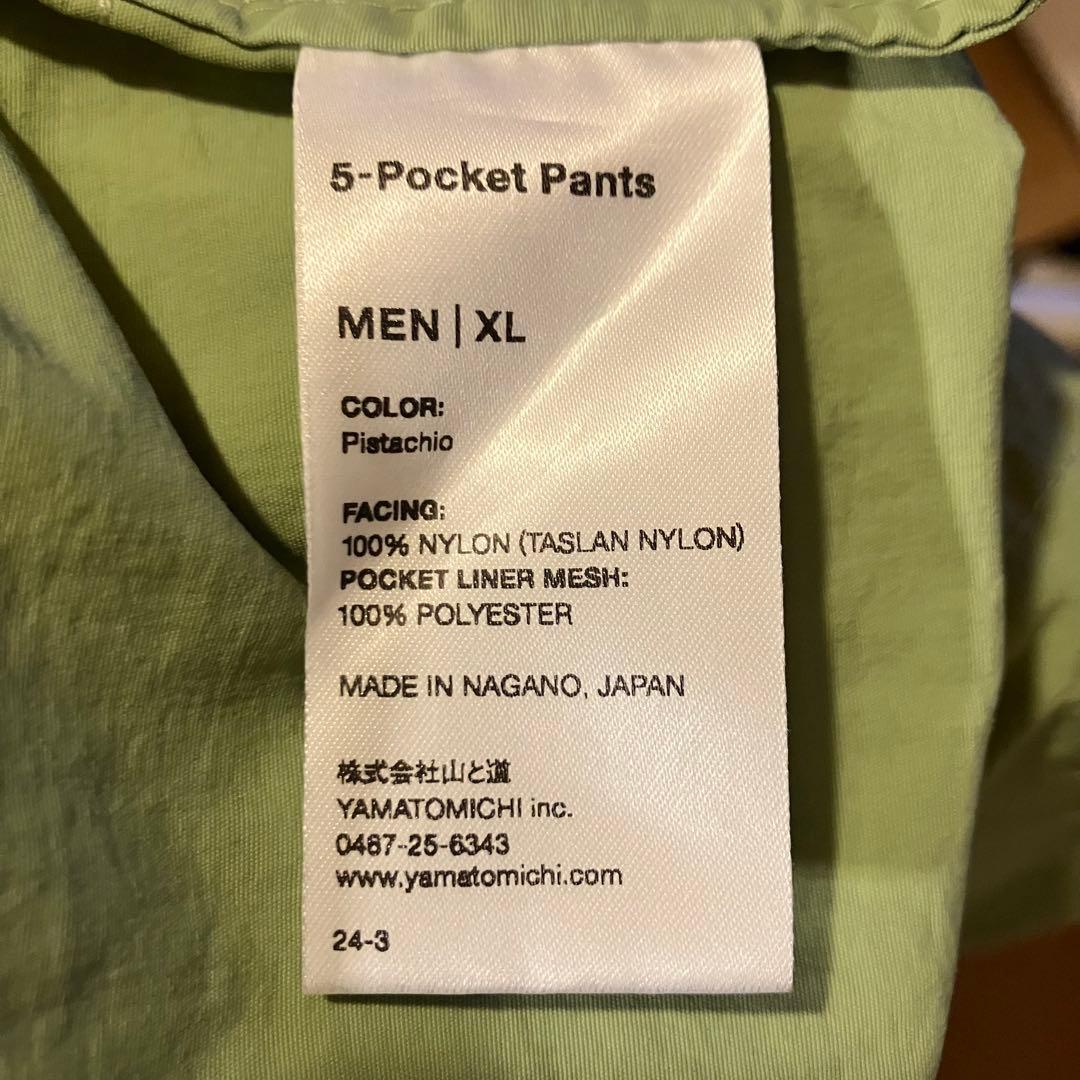 5-Pocket Pants
MEN | XL
COLOR:
Pistachio
FACING:
100% NYLON (TASLAN NYLON)
POCKET LINER MESH:
100% POLYESTER
MADE IN NAGANO, JAPAN
株式会社山と道
YAMATOMICHI inc.
0467-25-6343
www.yamatomichi.com
24-3